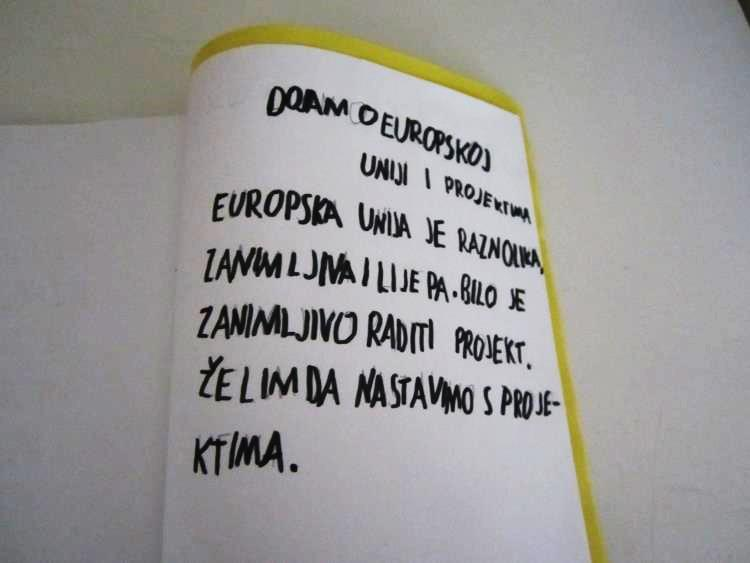 DORAM O EUROPSKOJ
UNIJI I PROJEKTIMA
EUROPSKA UNIJA JE RAZNOLIKA,
ZANIMLJIVA I LIJEPA. BILO JE
ZANIMLJIVO RADITI PROJEKT.
ŽELIM DA NASTAVIMO S PROJE-
KTIMA.